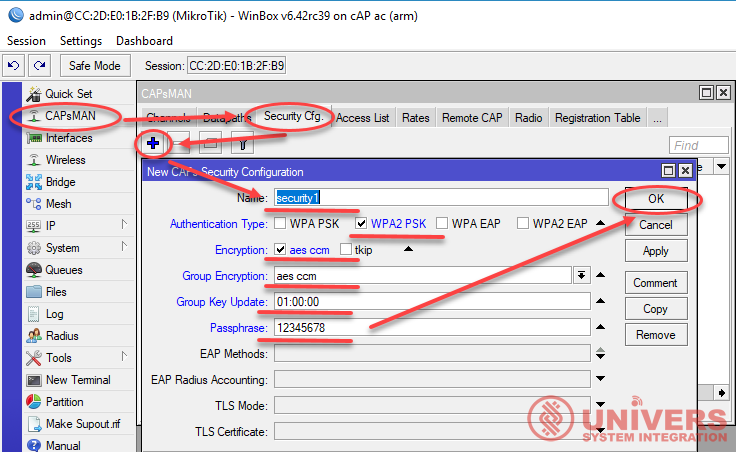 admin@CC:2D:E0:1B:2F:B9 (MikroTik) - WinBox v6.42rc39 on cAP ac (arm)
Session Settings Dashboard
Safe Mode Session: CC:2D:E0:1B:2F:B9
Quick Set
CAPsMAN
Interfaces
Wireless
Bridge
Mesh
IP
System
Queues
Files
Log
Radius
Tools
New Terminal
Partition
Make Supout.rif
Manual
CAPsMAN
Channels Datapaths Security Cfg. Access List Rates Remote CAP Radio Registration Table ...
Find
New CAPs Security Configuration
Name: security1
Authentication Type: WPA PSK WPA2 PSK WPA EAP WPA2 EAP
Encryption: aes ccm tkip
Group Encryption: aes ccm
Group Key Update: 01:00:00
Passphrase: 12345678
EAP Methods:
EAP Radius Accounting:
TLS Mode:
TLS Certificate:
OK
Cancel
Apply
Comment
Copy
Remove
UNIVERS
SYSTEM INTEGRATION